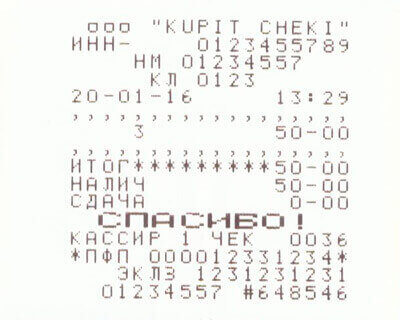 ооо "KUPIT CHEKI"
ИНН- 0123455789
НМ 01234557
КЛ 0123
20-01-16 13:29
,,,,,,,,,,,,,,,,,,
3 50-00
,,,,,,,,,,,,,,,,,,
ИТОГ*********50-00
НАЛИЧ 50-00
СДАЧА 0-00
СПАСИБО!
КАССИР 1 ЧЕК 0036
*ПФП 000012331234*
ЭКЛЗ 1231231231
01234557 #648546